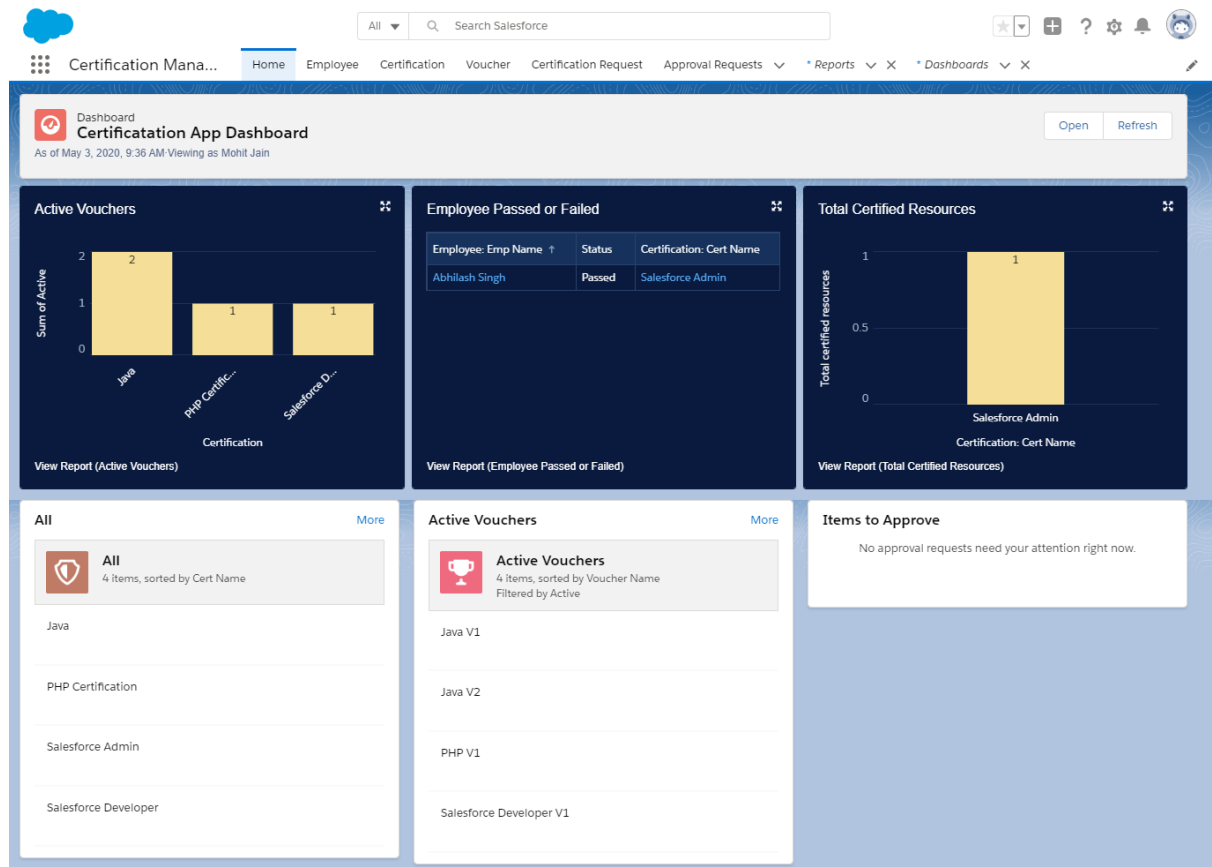 All
Search Salesforce
Certification Mana...
Home
Employee
Certification
Voucher
Certification Request
Approval Requests
* Reports
* Dashboards
Dashboard
Certificatation App Dashboard
As of May 3, 2020, 9:36 AM·Viewing as Mohit Jain
Open
Refresh
Active Vouchers
Sum of Active
2
1
0
2
1
1
Java
PHP Certific...
Salesforce D...
Certification
View Report (Active Vouchers)
Employee Passed or Failed
Employee: Emp Name ↑ Status Certification: Cert Name
Abhilash Singh Passed Salesforce Admin
View Report (Employee Passed or Failed)
Total Certified Resources
Total certified resources
1
0.5
0
1
Salesforce Admin
Certification: Cert Name
View Report (Total Certified Resources)
All
More
All
4 items, sorted by Cert Name
Java
PHP Certification
Salesforce Admin
Salesforce Developer
Active Vouchers
More
Active Vouchers
4 items, sorted by Voucher Name
Filtered by Active
Java V1
Java V2
PHP V1
Salesforce Developer V1
Items to Approve
No approval requests need your attention right now.